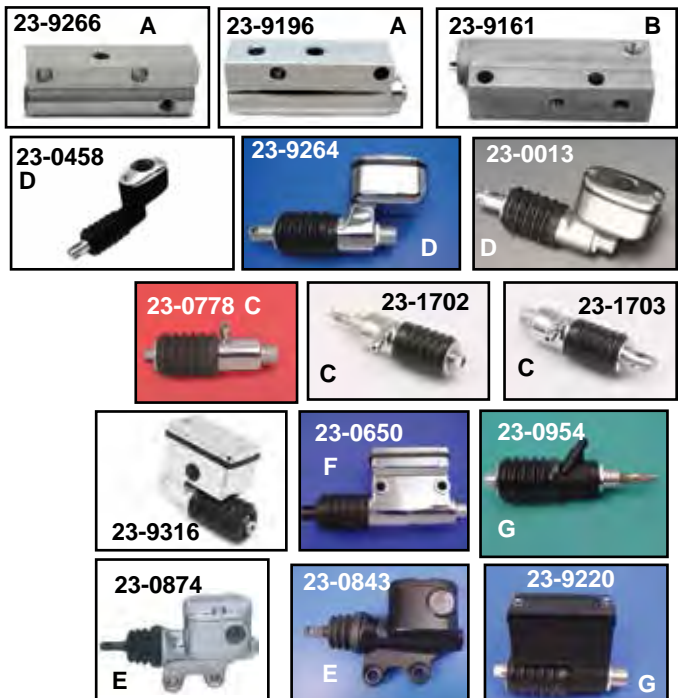 23-9266 A
23-9196 A
23-9161 B
23-0458
D
23-9264
D
23-0013
D
23-0778 C
23-1702
C
23-1703
C
23-9316
23-0650
F
23-0954
G
23-0874
E
23-0843
E
23-9220
G